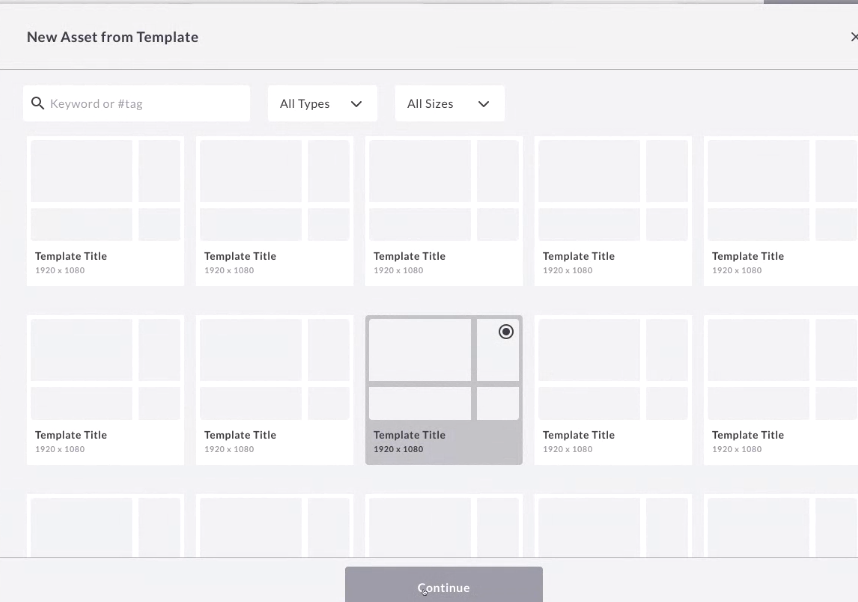 New Asset from Template
Keyword or #tag
All Types
All Sizes
Template Title
1920 x 1080
Template Title
1920 x 1080
Template Title
1920 x 1080
Template Title
1920 x 1080
Template Title
1920 x 1080
Template Title
1920 x 1080
Template Title
1920 x 1080
Template Title
1920 x 1080
Template Title
1920 x 1080
Template Title
1920 x 1080
Continue